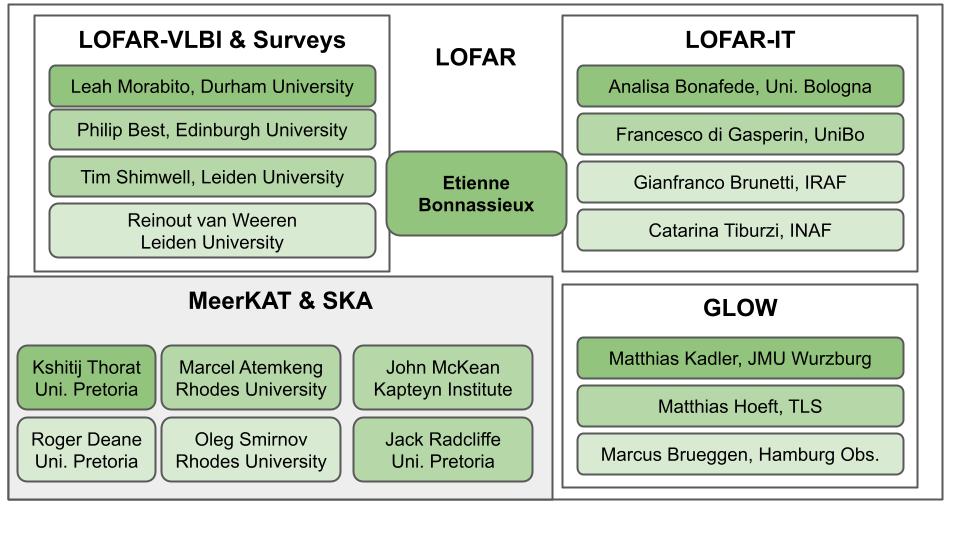 LOFAR-VLBI & Surveys
Leah Morabito, Durham University
Philip Best, Edinburgh University
Tim Shimwell, Leiden University
Reinout van Weeren
Leiden University
LOFAR
Etienne
Bonnassieux
LOFAR-IT
Analisa Bonafede, Uni. Bologna
Francesco di Gasperin, UniBo
Gianfranco Brunetti, IRAF
Catarina Tiburzi, INAF
MeerKAT & SKA
Kshitij Thorat
Uni. Pretoria
Marcel Atemkeng
Rhodes University
John McKean
Kapteyn Institute
Roger Deane
Uni. Pretoria
Oleg Smirnov
Rhodes University
Jack Radcliffe
Uni. Pretoria
GLOW
Matthias Kadler, JMU Wurzburg
Matthias Hoeft, TLS
Marcus Brueggen, Hamburg Obs.